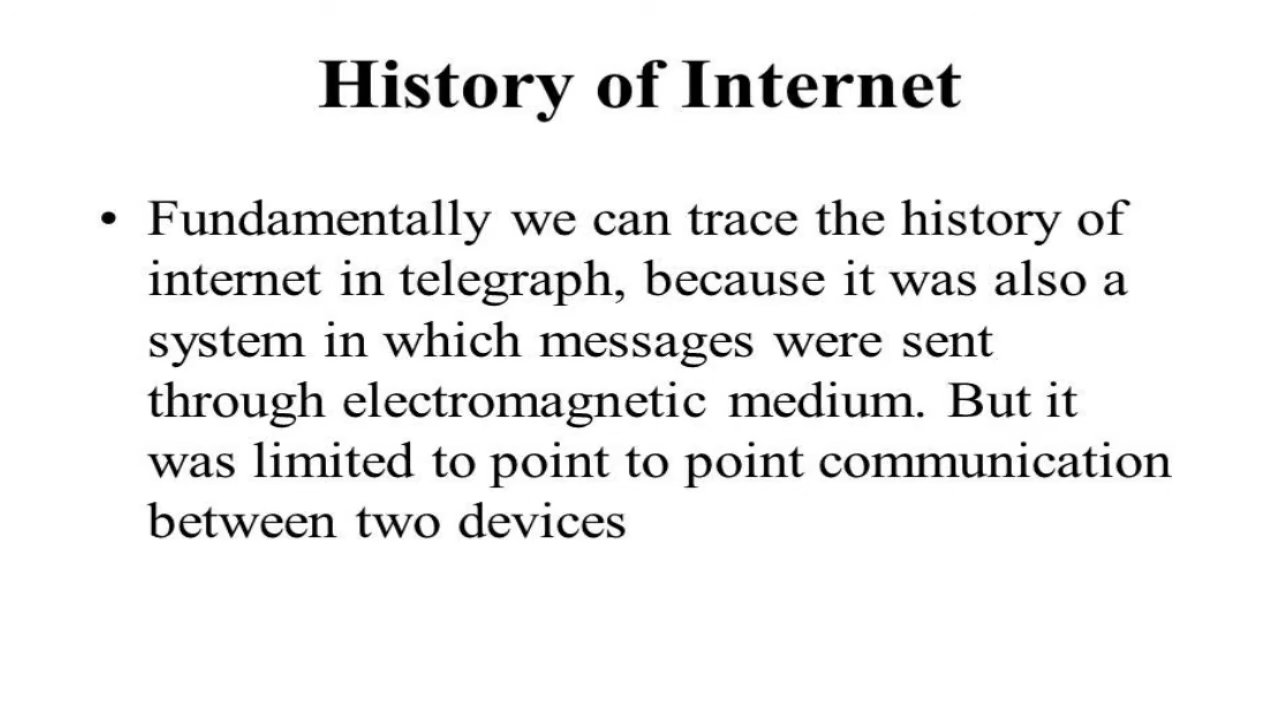 History of Internet
• Fundamentally we can trace the history of
internet in telegraph, because it was also a
system in which messages were sent
through electromagnetic medium. But it
was limited to point to point communication
between two devices